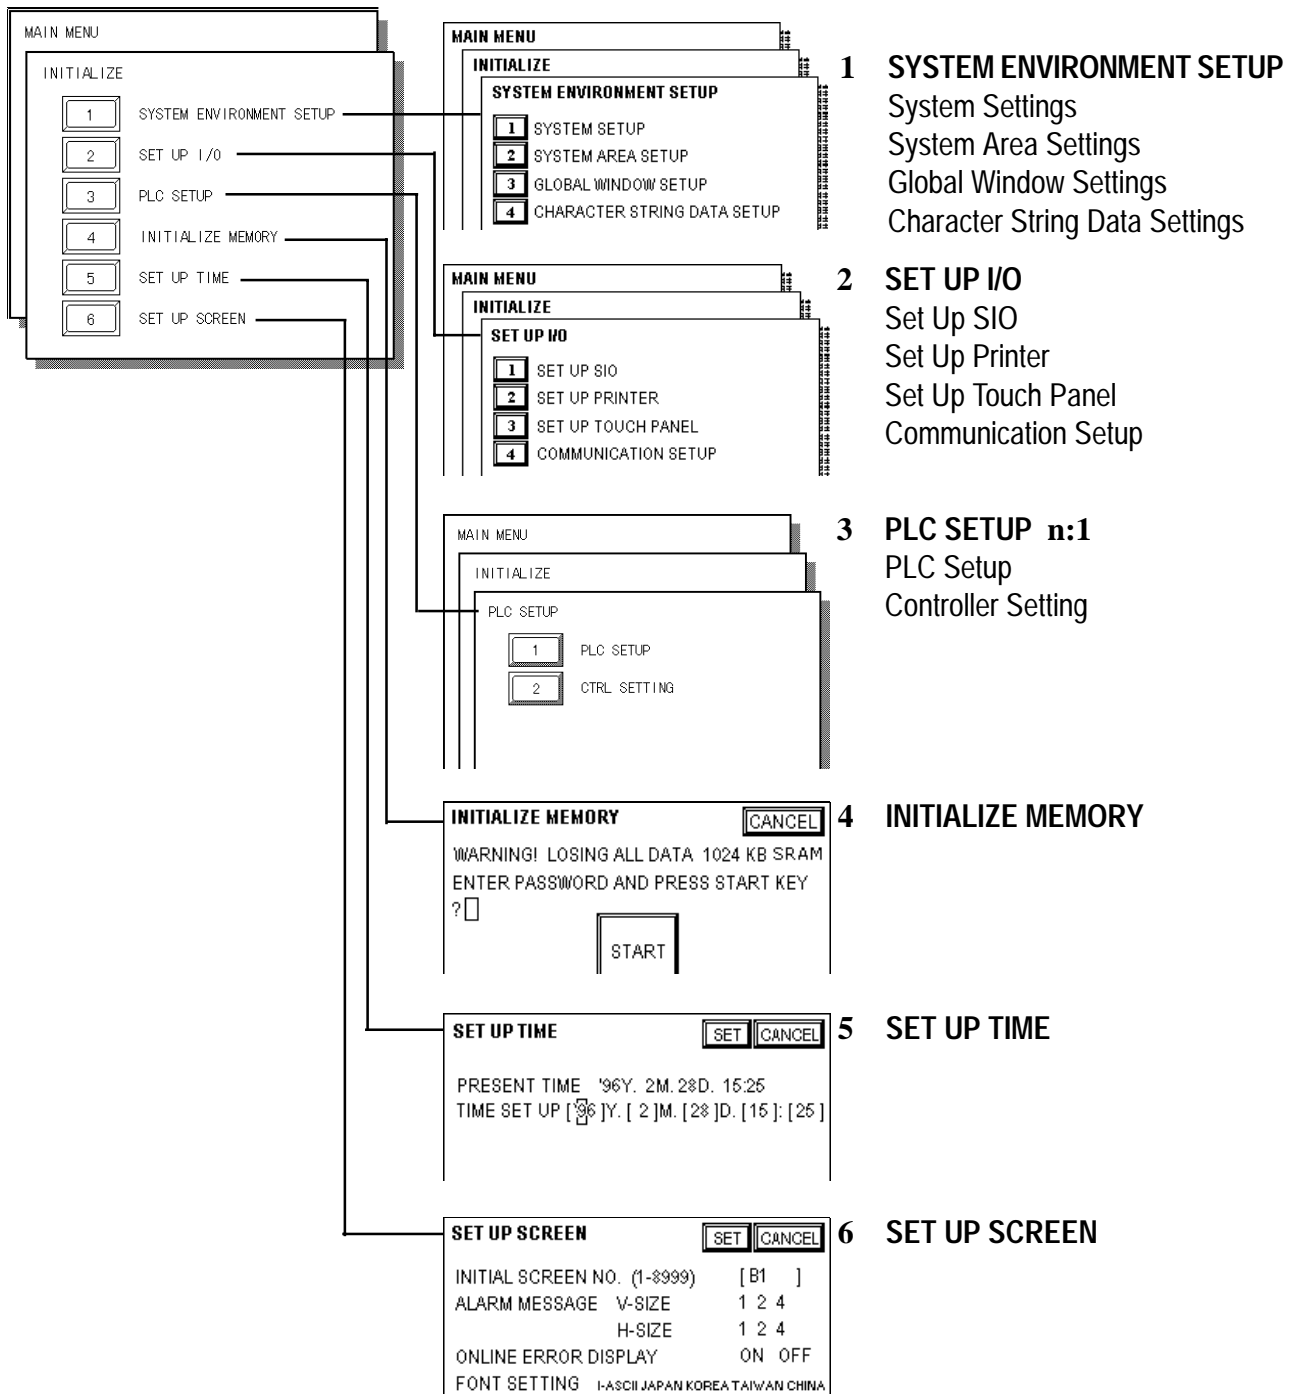 MAIN MENU
INITIALIZE
1 SYSTEM ENVIRONMENT SETUP
2 SET UP I/O
3 PLC SETUP
4 INITIALIZE MEMORY
5 SET UP TIME
6 SET UP SCREEN
MAIN MENU
INITIALIZE
SYSTEM ENVIRONMENT SETUP
1 SYSTEM SETUP
2 SYSTEM AREA SETUP
3 GLOBAL WINDOW SETUP
4 CHARACTER STRING DATA SETUP
1 SYSTEM ENVIRONMENT SETUP
System Settings
System Area Settings
Global Window Settings
Character String Data Settings
MAIN MENU
INITIALIZE
SET UP I/O
1 SET UP SIO
2 SET UP PRINTER
3 SET UP TOUCH PANEL
4 COMMUNICATION SETUP
2 SET UP I/O
Set Up SIO
Set Up Printer
Set Up Touch Panel
Communication Setup
MAIN MENU
INITIALIZE
PLC SETUP
1 PLC SETUP
2 CTRL SETTING
3 PLC SETUP n:1
PLC Setup
Controller Setting
INITIALIZE MEMORY CANCEL
WARNING! LOSING ALL DATA 1024 KB SRAM
ENTER PASSWORD AND PRESS START KEY
?
START
4 INITIALIZE MEMORY
SET UP TIME SET CANCEL
PRESENT TIME '96Y. 2M. 28D. 15:25
TIME SET UP ['96 ]Y. [ 2 ]M. [ 28 ]D. [ 15 ]: [ 25 ]
5 SET UP TIME
SET UP SCREEN SET CANCEL
INITIAL SCREEN NO. (1-8999) [ B1 ]
ALARM MESSAGE V-SIZE 1 2 4
H-SIZE 1 2 4
ONLINE ERROR DISPLAY ON OFF
FONT SETTING I-ASCII JAPAN KOREA TAIWAN CHINA
6 SET UP SCREEN